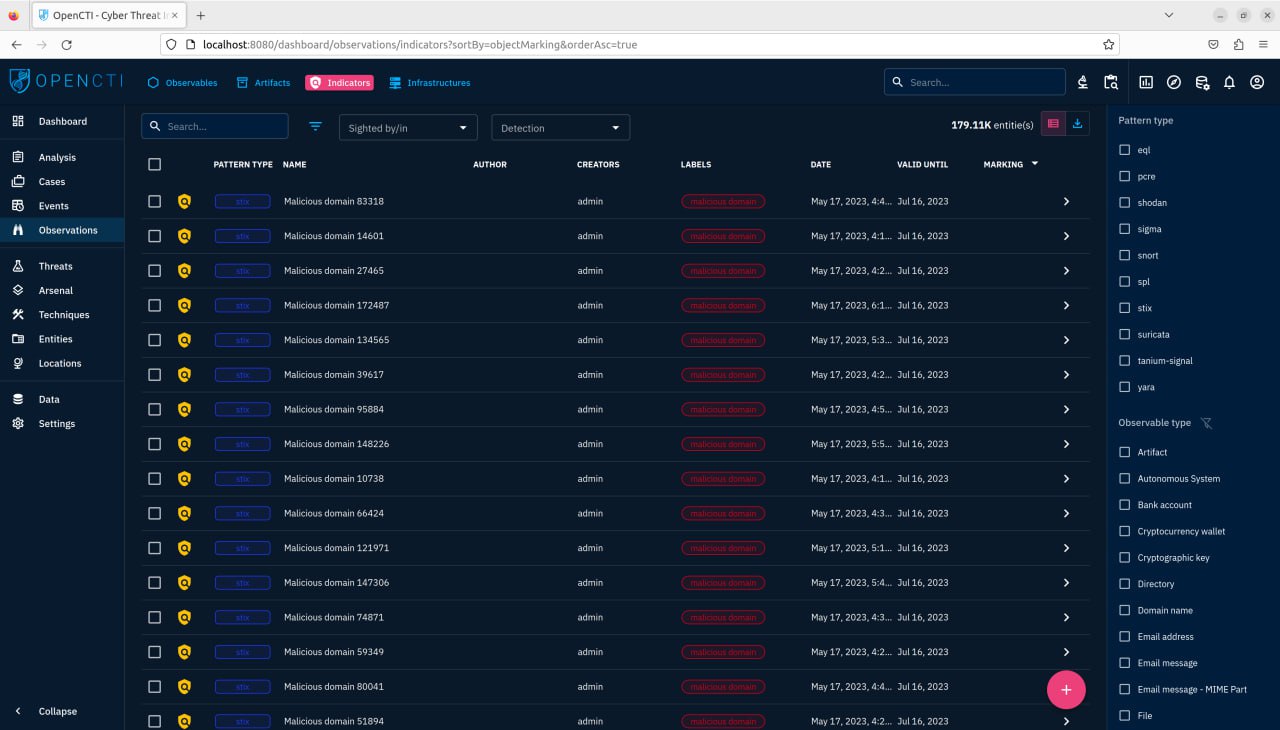 OpenCTI - Cyber Threat In
localhost:8080/dashboard/observations/indicators?sortBy=objectMarking&orderAsc=true
OPENCTI
Observables Artifacts Indicators Infrastructures Search...
Dashboard
Analysis
Cases
Events
Observations
Threats
Arsenal
Techniques
Entities
Locations
Data
Settings
Collapse
Search... Sighted by/in Detection 179.11K entitie(s)
PATTERN TYPE NAME AUTHOR CREATORS LABELS DATE VALID UNTIL MARKING
stix Malicious domain 83318 admin malicious domain May 17, 2023, 4:4... Jul 16, 2023
stix Malicious domain 14601 admin malicious domain May 17, 2023, 4:1... Jul 16, 2023
stix Malicious domain 27465 admin malicious domain May 17, 2023, 4:2... Jul 16, 2023
stix Malicious domain 172487 admin malicious domain May 17, 2023, 6:1... Jul 16, 2023
stix Malicious domain 134565 admin malicious domain May 17, 2023, 5:3... Jul 16, 2023
stix Malicious domain 39617 admin malicious domain May 17, 2023, 4:2... Jul 16, 2023
stix Malicious domain 95884 admin malicious domain May 17, 2023, 4:5... Jul 16, 2023
stix Malicious domain 148226 admin malicious domain May 17, 2023, 5:5... Jul 16, 2023
stix Malicious domain 10738 admin malicious domain May 17, 2023, 4:1... Jul 16, 2023
stix Malicious domain 66424 admin malicious domain May 17, 2023, 4:3... Jul 16, 2023
stix Malicious domain 121971 admin malicious domain May 17, 2023, 5:1... Jul 16, 2023
stix Malicious domain 147306 admin malicious domain May 17, 2023, 5:4... Jul 16, 2023
stix Malicious domain 74871 admin malicious domain May 17, 2023, 4:3... Jul 16, 2023
stix Malicious domain 59349 admin malicious domain May 17, 2023, 4:2... Jul 16, 2023
stix Malicious domain 80041 admin malicious domain May 17, 2023, 4:4... Jul 16, 2023
stix Malicious domain 51894 admin malicious domain May 17, 2023, 4:2... Jul 16, 2023
Pattern type
eql
pcre
shodan
sigma
snort
spl
stix
suricata
tanium-signal
yara
Observable type
Artifact
Autonomous System
Bank account
Cryptocurrency wallet
Cryptographic key
Directory
Domain name
Email address
Email message
Email message - MIME Part
File